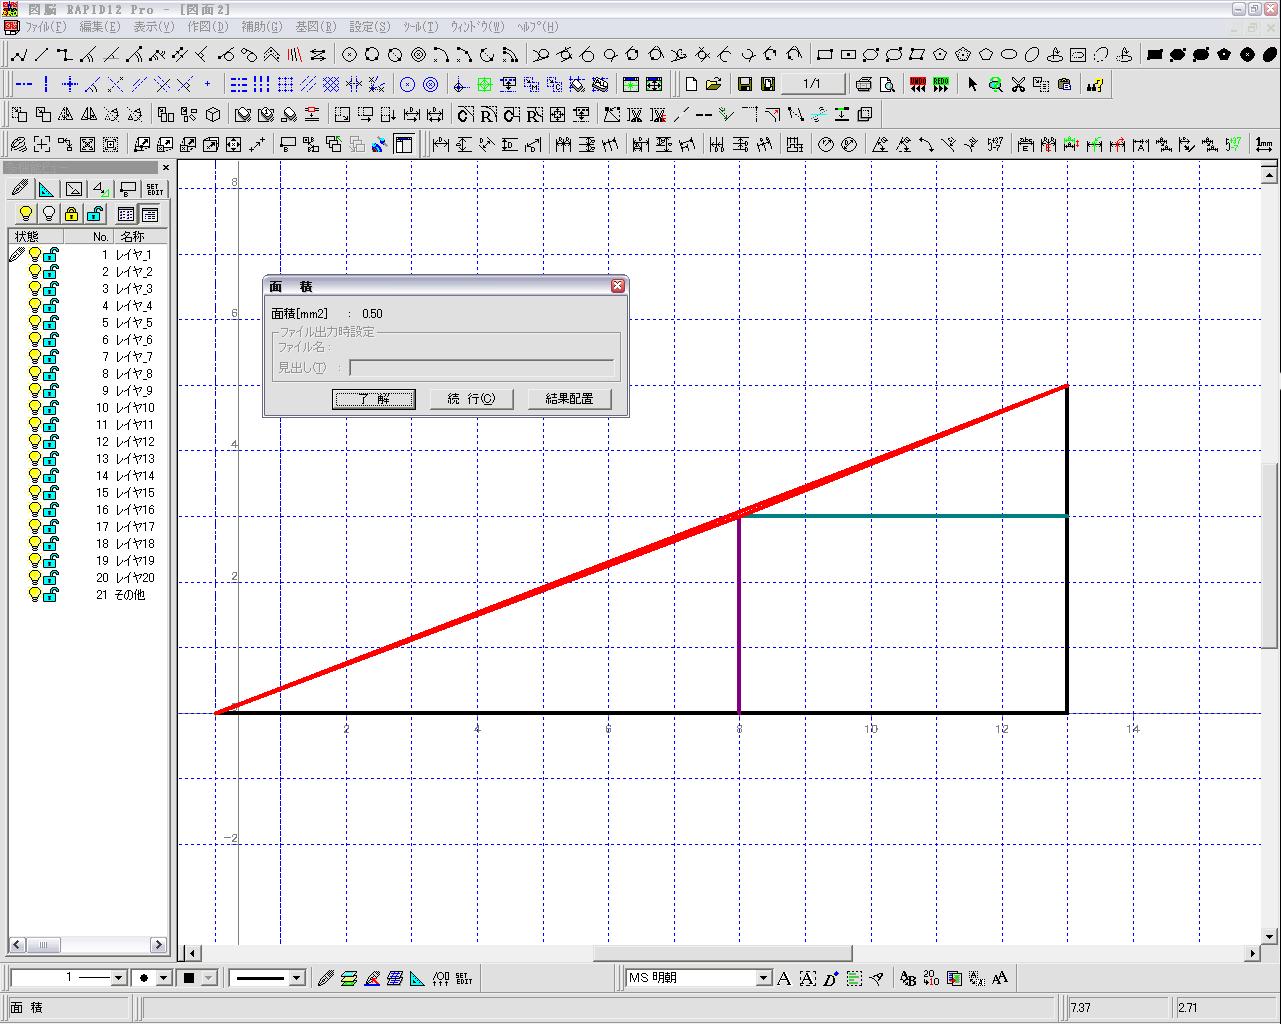 図脳 RAPID12 Pro - [図面2]
ファイル(F) 編集(E) 表示(V) 作図(D) 補助(G) 基図(R) 設定(S) ツール(T) ウィンドウ(W) ヘルプ(H)
1/1
UNDO REDO
1mm
SET EDIT
状態 No. 名称
1 レイヤ_1
2 レイヤ_2
3 レイヤ_3
4 レイヤ_4
5 レイヤ_5
6 レイヤ_6
7 レイヤ_7
8 レイヤ_8
9 レイヤ_9
10 レイヤ10
11 レイヤ11
12 レイヤ12
13 レイヤ13
14 レイヤ14
15 レイヤ15
16 レイヤ16
17 レイヤ17
18 レイヤ18
19 レイヤ19
20 レイヤ20
21 その他
8
6
4
2
-2
2 4 6 8 10 12 14
面 積
面積[mm2] : 0.50
ファイル出力時設定
ファイル名:
見出し(T) :
了 解 続 行(C) 結果配置
1
SET EDIT
MS 明朝
面 積
7.37 2.71